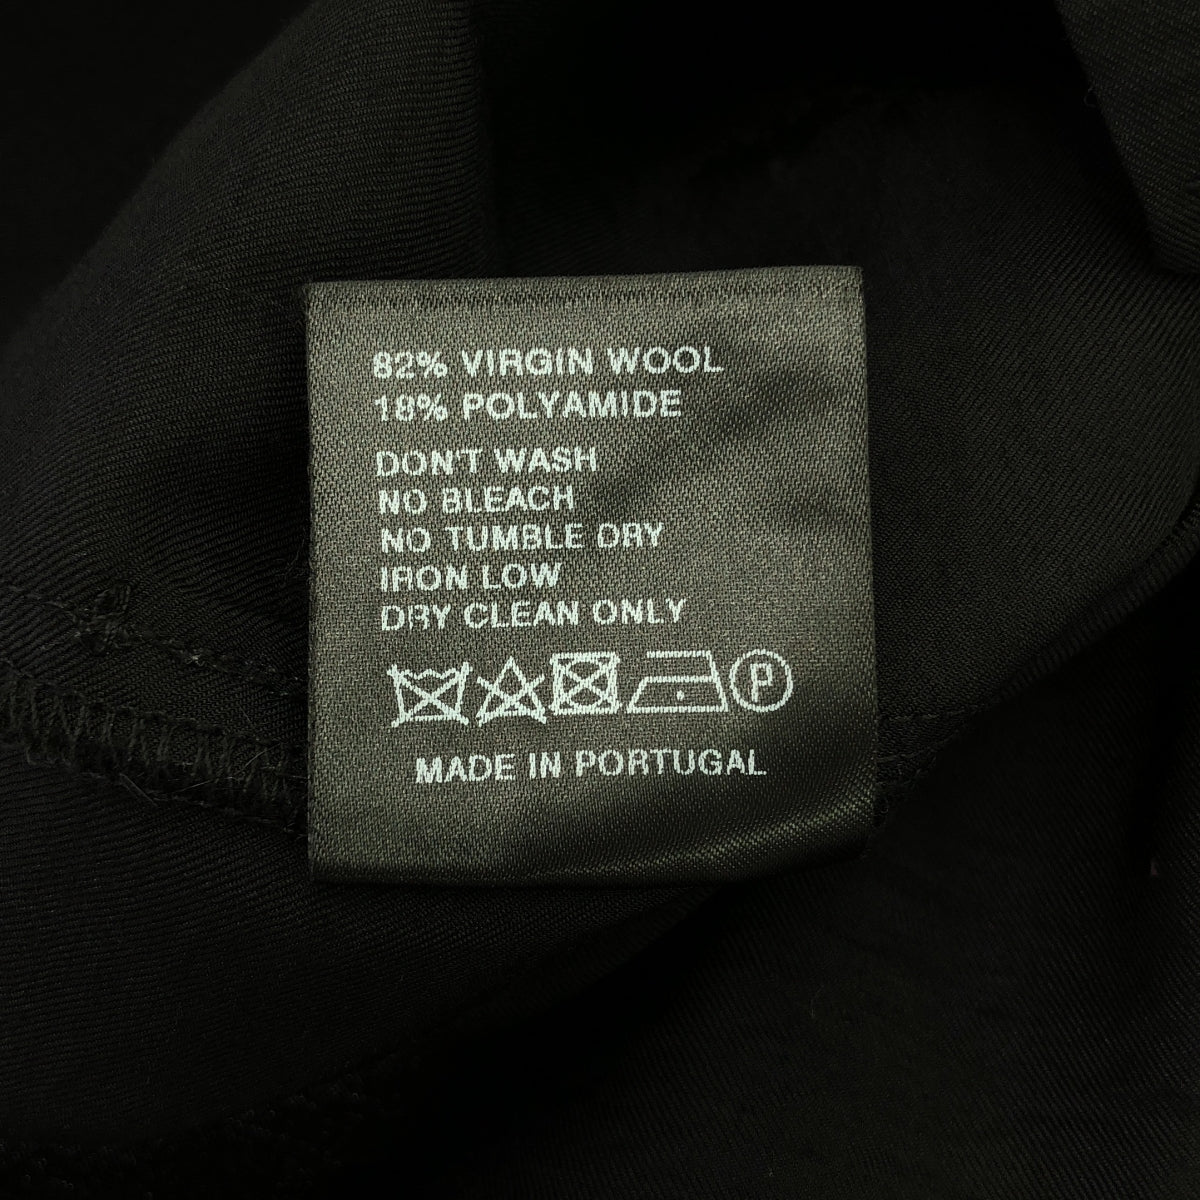 82% VIRGIN WOOL
18% POLYAMIDE
DON'T WASH
NO BLEACH
NO TUMBLE DRY
IRON LOW
DRY CLEAN ONLY
P
MADE IN PORTUGAL